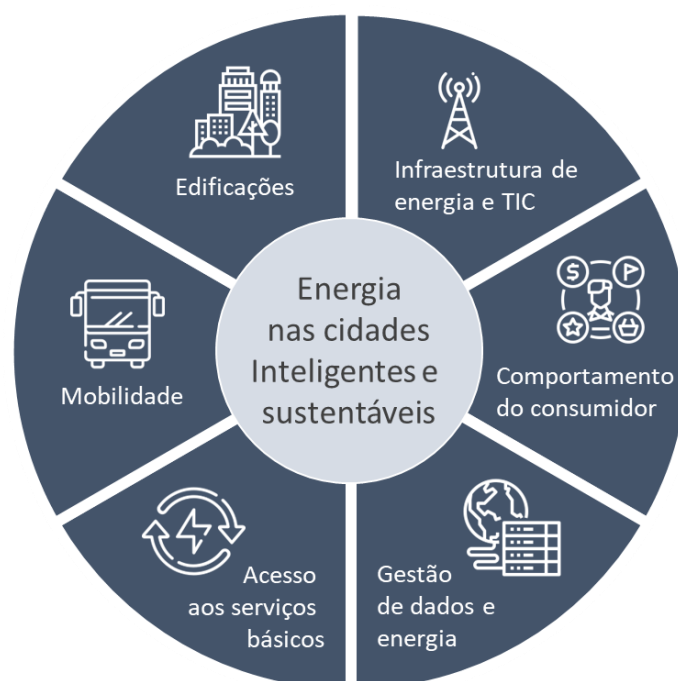 Edificações
Infraestrutura de
energia e TIC
Mobilidade
Energia
nas cidades
Inteligentes e
sustentáveis
Comportamento
do consumidor
Acesso
aos serviços
básicos
Gestão
de dados e
energia